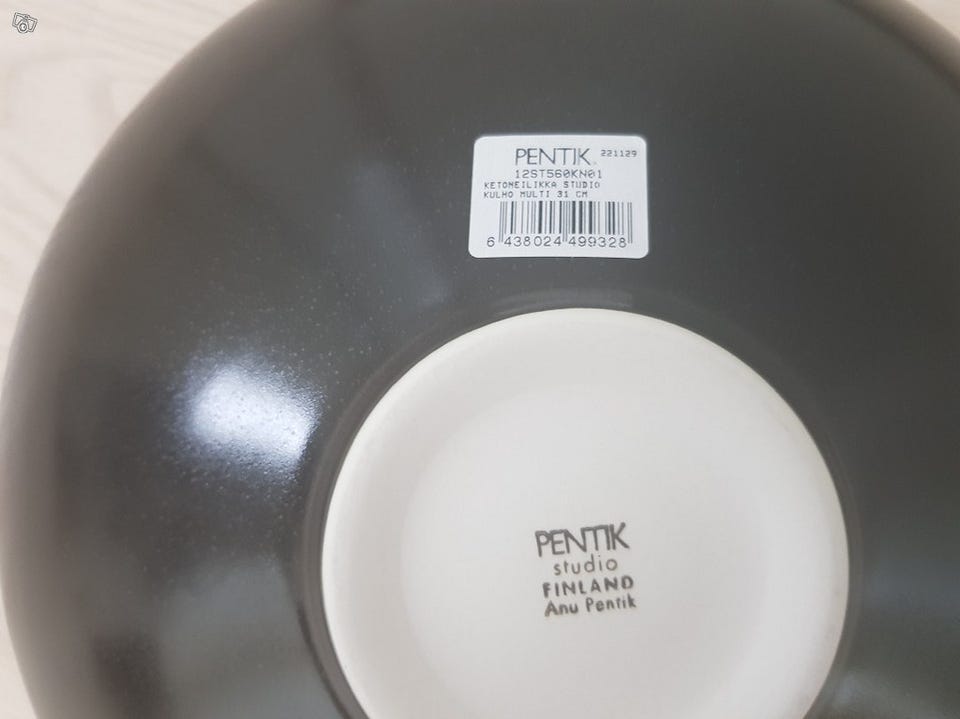 PENTIK. 221129
12ST560KN01
KETONEILIKKA STUDIO
KULHO MULTI 31 CM
6 438024 499328
PENTIK
studio
FINLAND
Anu Pentik